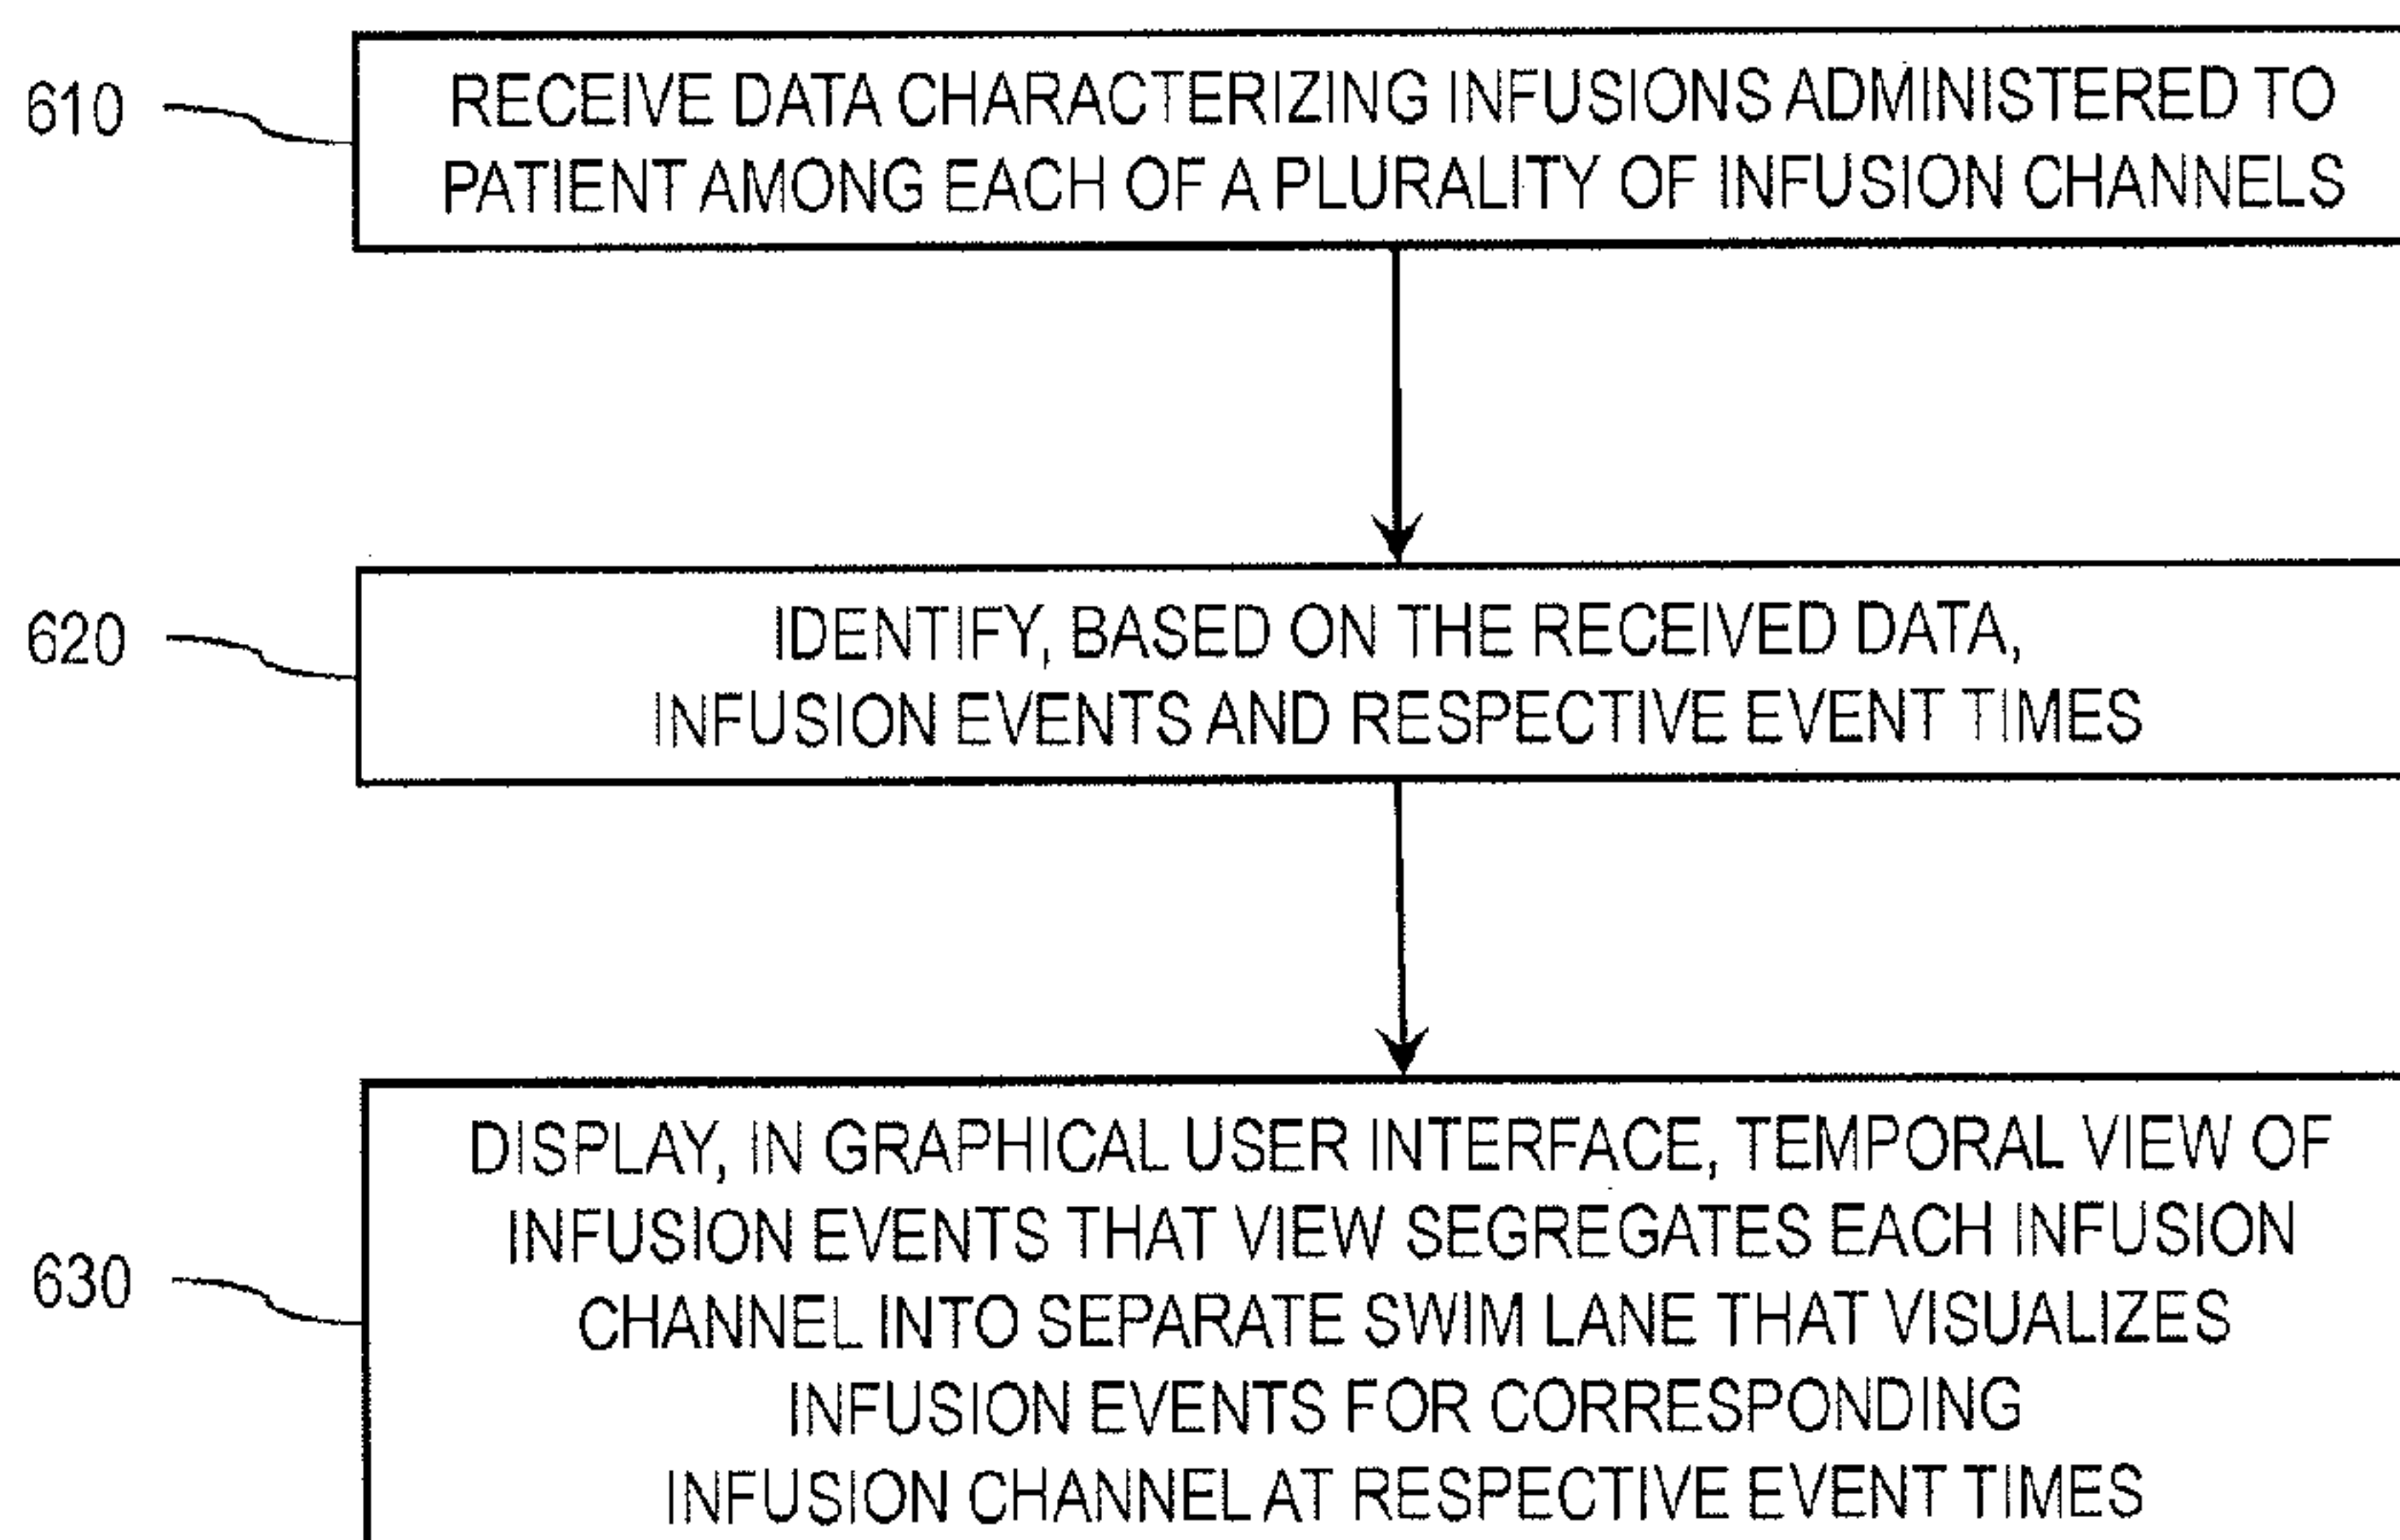 610
RECEIVE DATA CHARACTERIZING INFUSIONS ADMINISTERED TO
PATIENT AMONG EACH OF A PLURALITY OF INFUSION CHANNELS
620
IDENTIFY, BASED ON THE RECEIVED DATA,
INFUSION EVENTS AND RESPECTIVE EVENT TIMES
630
DISPLAY, IN GRAPHICAL USER INTERFACE, TEMPORAL VIEW OF
INFUSION EVENTS THAT VIEW SEGREGATES EACH INFUSION
CHANNEL INTO SEPARATE SWIM LANE THAT VISUALIZES
INFUSION EVENTS FOR CORRESPONDING
INFUSION CHANNEL AT RESPECTIVE EVENT TIMES